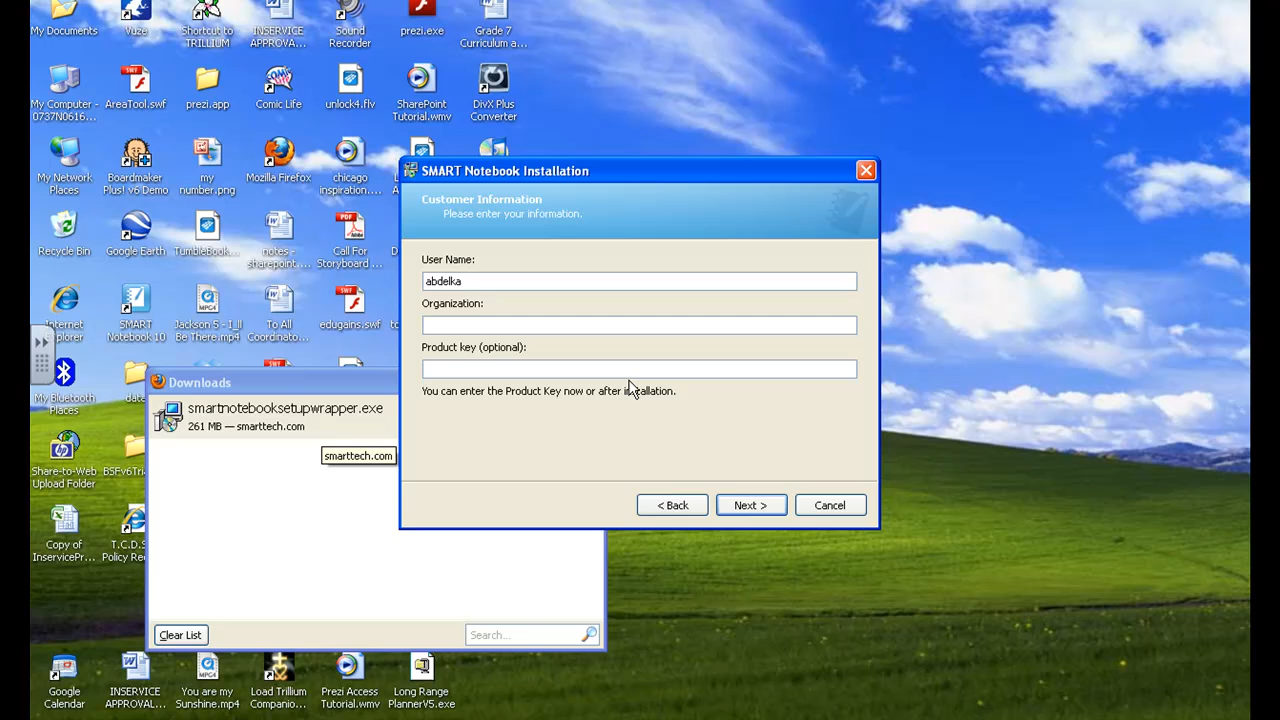 My Documents
Vuze
Shortcut to
TRILLIUM
INSERVICE
APPROVA...
Sound
Recorder
prezi.exe
Grade 7
Curriculum a...
My Computer -
0737N0616...
AreaTool.swf
prezi.app
Comic Life
unlock4.flv
SharePoint
Tutorial.wmv
DivX Plus
Converter
My Network
Places
Boardmaker
Plus! v6 Demo
my
number.png
Mozilla Firefox
chicago
inspiration....
Recycle Bin
Google Earth
TumbleBook...
notes -
sharepoint....
Call For
Storyboard ...
Internet
Explorer
SMART
Notebook 10
Jackson 5 - I_ll
Be There.mp4
To All
Coordinato...
edugains.swf
My Bluetooth
Places
Share-to-Web
Upload Folder
BSFv6Tri
Copy of
InservicePr...
T.C.D.S
Policy Re
SMART Notebook Installation
Customer Information
Please enter your information.
User Name:
abdelka
Organization:
Product key (optional):
You can enter the Product Key now or after installation.
< Back
Next >
Cancel
Downloads
smartnotebooksetupwrapper.exe
261 MB — smarttech.com
smarttech.com
Clear List
Search...
Google
Calendar
INSERVICE
APPROVAL...
You are my
Sunshine.mp4
Load Trillium
Companio...
Prezi Access
Tutorial.wmv
Long Range
PlannerV5.exe